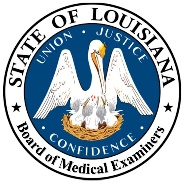 STATE OF LOUISIANA
UNION · JUSTICE
· CONFIDENCE ·
Board of Medical Examiners